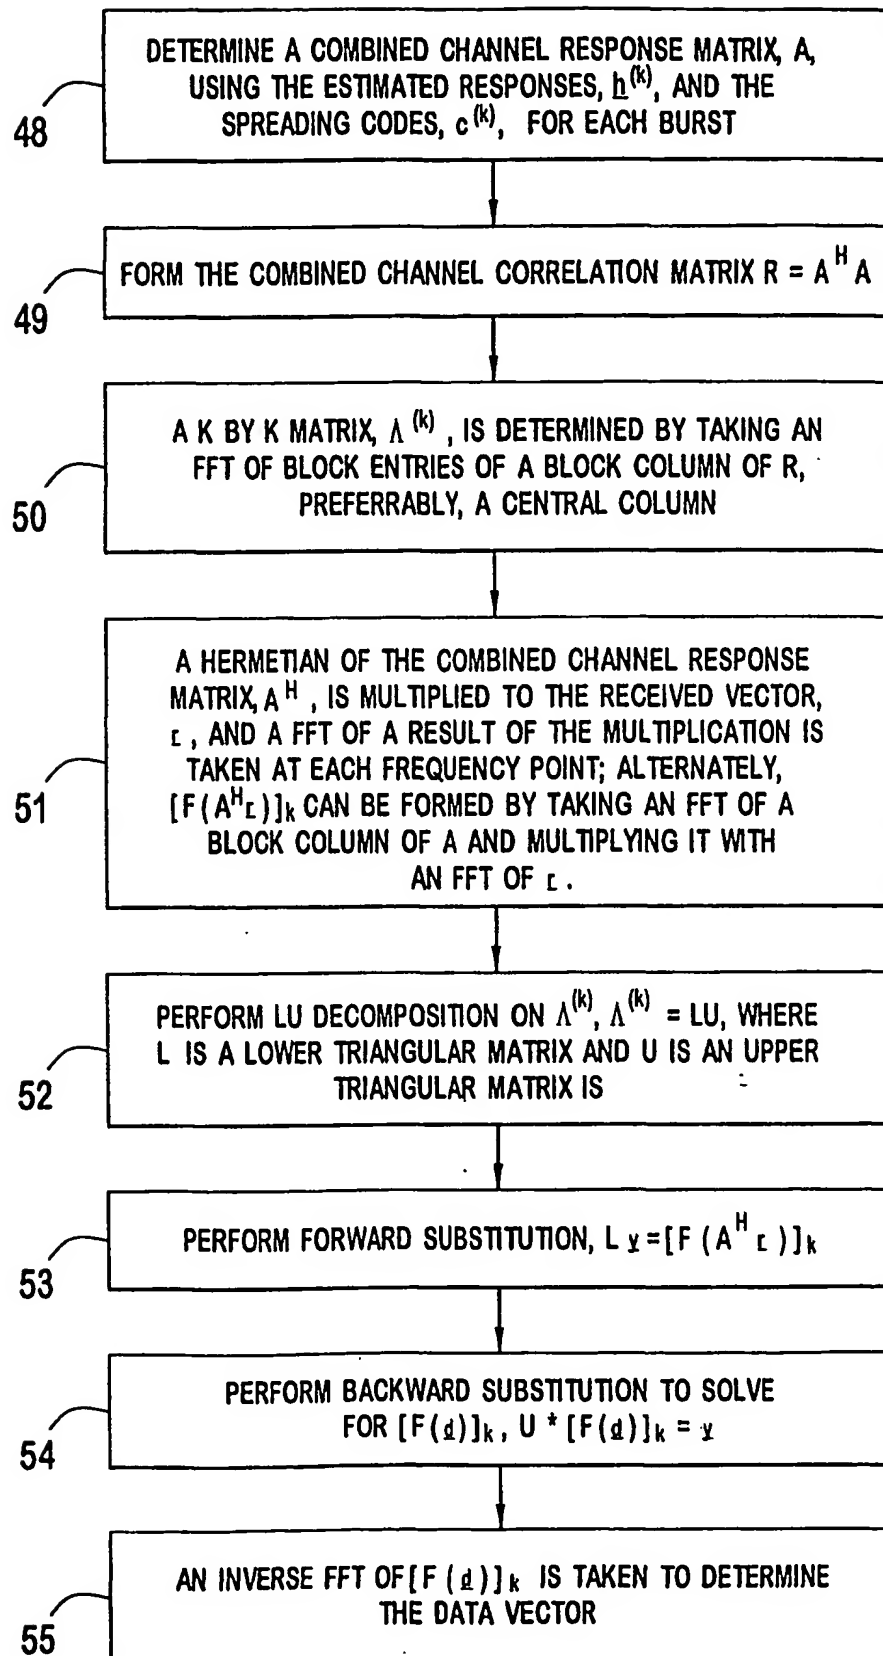 DETERMINE A COMBINED CHANNEL RESPONSE MATRIX, A,
USING THE ESTIMATED RESPONSES, h̲^(k), AND THE
SPREADING CODES, c^(k), FOR EACH BURST
48
FORM THE COMBINED CHANNEL CORRELATION MATRIX R = A^H A
49
A K BY K MATRIX, Λ^(k), IS DETERMINED BY TAKING AN
FFT OF BLOCK ENTRIES OF A BLOCK COLUMN OF R,
PREFERRABLY, A CENTRAL COLUMN
50
A HERMETIAN OF THE COMBINED CHANNEL RESPONSE
MATRIX, A^H, IS MULTIPLIED TO THE RECEIVED VECTOR,
r̲, AND A FFT OF A RESULT OF THE MULTIPLICATION IS
TAKEN AT EACH FREQUENCY POINT; ALTERNATELY,
[F(A^H r̲)]k CAN BE FORMED BY TAKING AN FFT OF A
BLOCK COLUMN OF A AND MULTIPLYING IT WITH
AN FFT OF r̲.
51
PERFORM LU DECOMPOSITION ON Λ^(k), Λ^(k) = LU, WHERE
L IS A LOWER TRIANGULAR MATRIX AND U IS AN UPPER
TRIANGULAR MATRIX IS
52
PERFORM FORWARD SUBSTITUTION, L y̲ = [F(A^H r̲)]k
53
PERFORM BACKWARD SUBSTITUTION TO SOLVE
FOR [F(d̲)]k, U * [F(d̲)]k = y̲
54
AN INVERSE FFT OF [F(d̲)]k IS TAKEN TO DETERMINE
THE DATA VECTOR
55